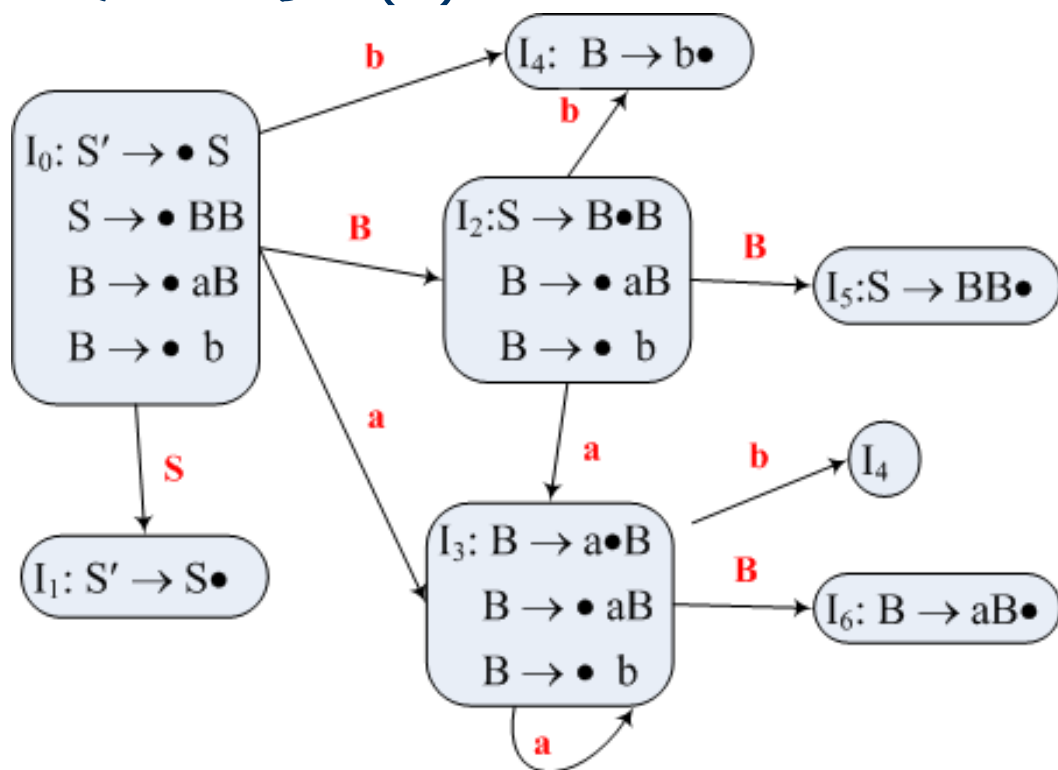 b
I₄: B → b●
b
I₀: S′ → ● S
S → ● BB
B → ● aB
B → ● b
B
I₂:S → B●B
B → ● aB
B → ● b
B
I₅:S → BB●
a
a
S
b
I₄
I₁: S′ → S●
I₃: B → a●B
B → ● aB
B → ● b
B
I₆: B → aB●
a